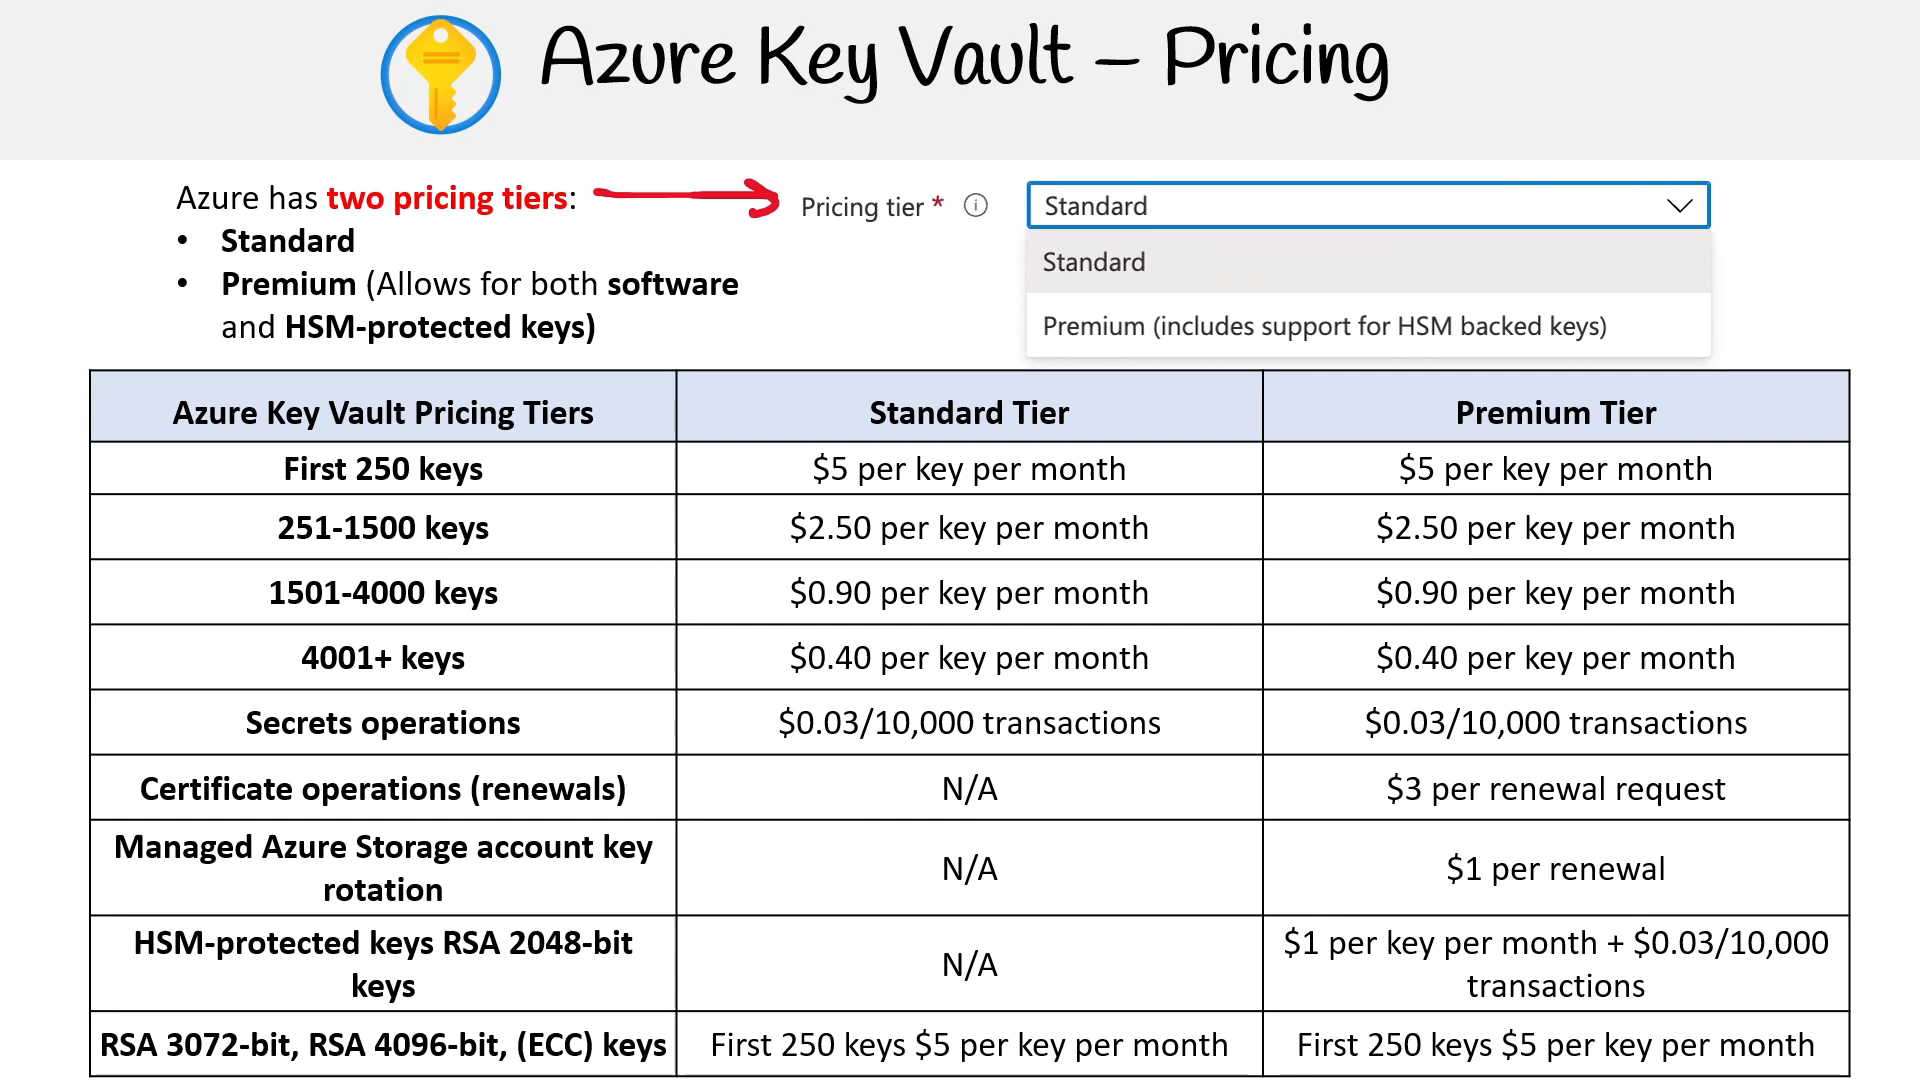 Azure Key Vault – Pricing
Azure has two pricing tiers:
• Standard
• Premium (Allows for both software
and HSM-protected keys)
Pricing tier * 
Standard
Standard
Premium (includes support for HSM backed keys)
Azure Key Vault Pricing Tiers Standard Tier Premium Tier
First 250 keys $5 per key per month $5 per key per month
251-1500 keys $2.50 per key per month $2.50 per key per month
1501-4000 keys $0.90 per key per month $0.90 per key per month
4001+ keys $0.40 per key per month $0.40 per key per month
Secrets operations $0.03/10,000 transactions $0.03/10,000 transactions
Certificate operations (renewals) N/A $3 per renewal request
Managed Azure Storage account key
rotation
N/A
$1 per renewal
HSM-protected keys RSA 2048-bit
keys
N/A
$1 per key per month + $0.03/10,000
transactions
RSA 3072-bit, RSA 4096-bit, (ECC) keys First 250 keys $5 per key per month First 250 keys $5 per key per month